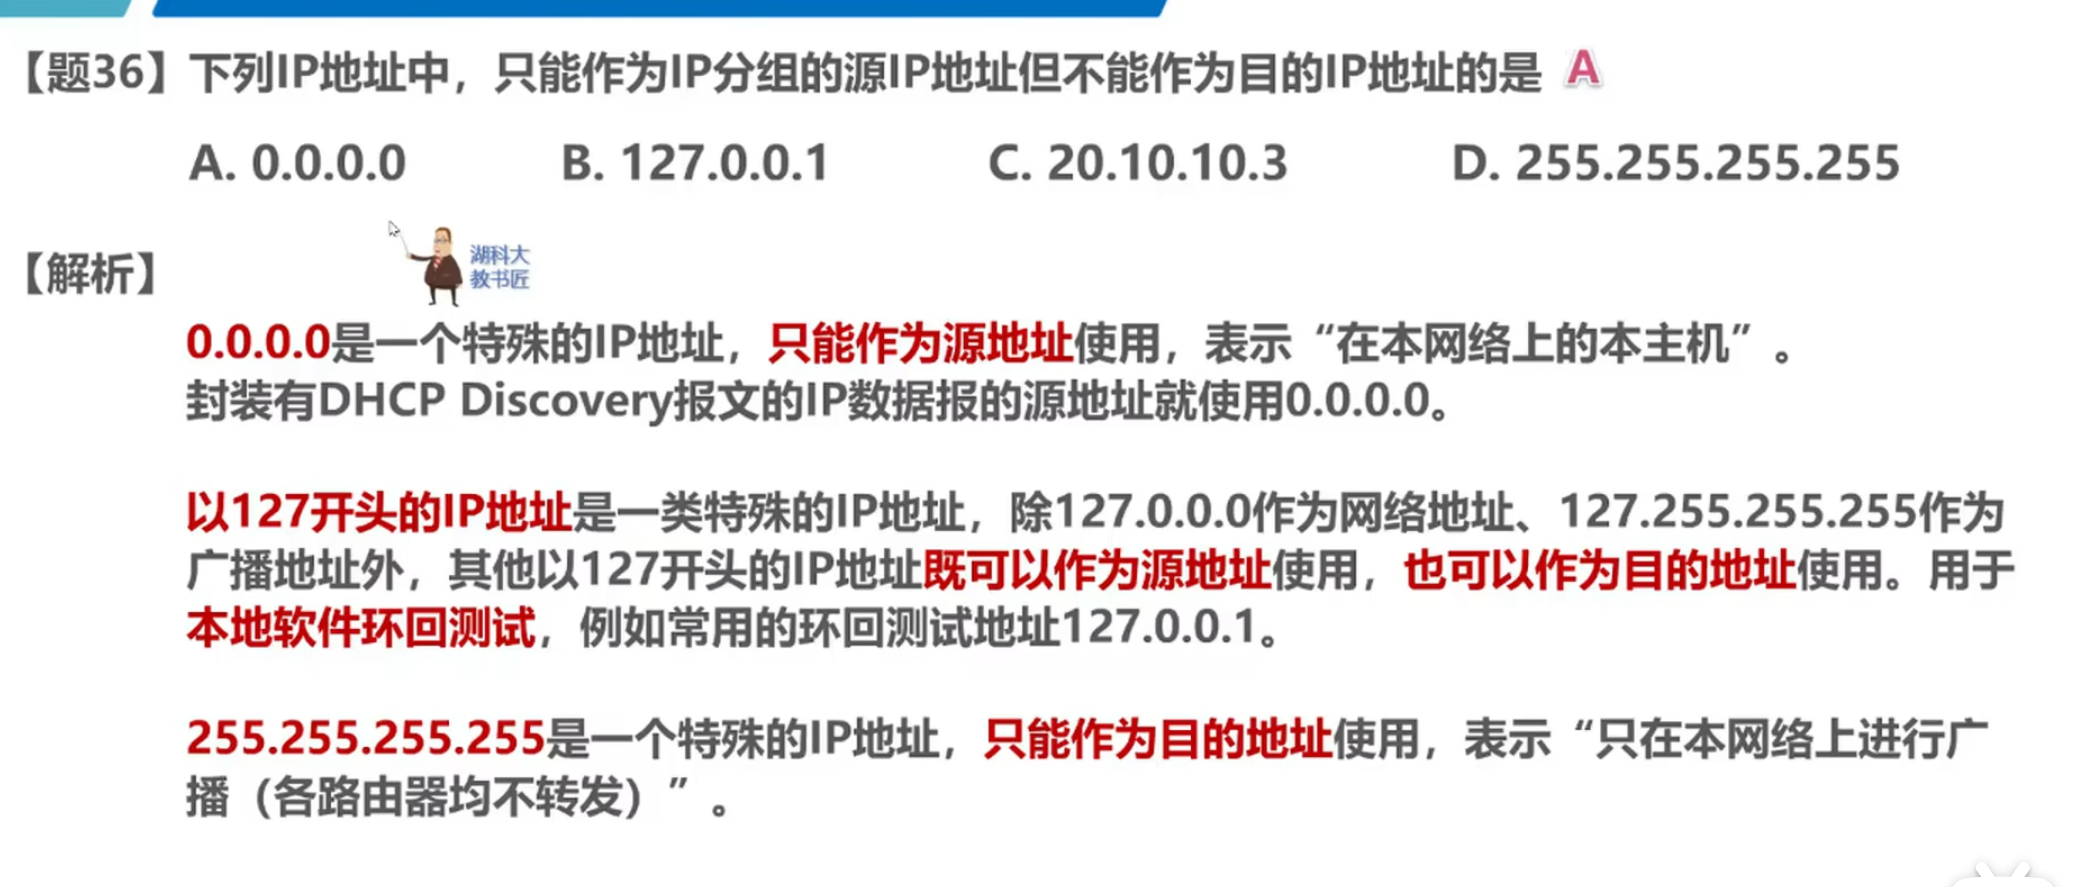 【题36】下列IP地址中，只能作为IP分组的源IP地址但不能作为目的IP地址的是 A
A. 0.0.0.0 B. 127.0.0.1 C. 20.10.10.3 D. 255.255.255.255
【解析】
湖科大
教书匠
0.0.0.0是一个特殊的IP地址，只能作为源地址使用，表示“在本网络上的本主机”。
封装有DHCP Discovery报文的IP数据报的源地址就使用0.0.0.0。
以127开头的IP地址是一类特殊的IP地址，除127.0.0.0作为网络地址、127.255.255.255作为
广播地址外，其他以127开头的IP地址既可以作为源地址使用，也可以作为目的地址使用。用于
本地软件环回测试，例如常用的环回测试地址127.0.0.1。
255.255.255.255是一个特殊的IP地址，只能作为目的地址使用，表示“只在本网络上进行广
播（各路由器均不转发）”。